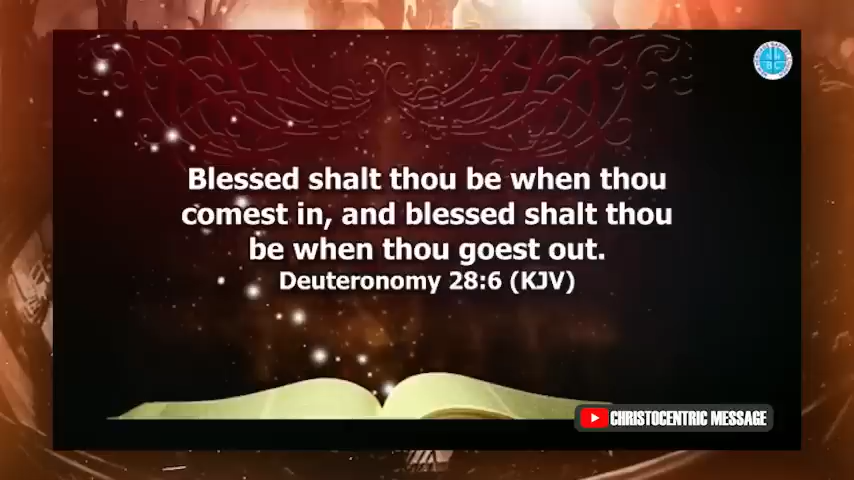 Blessed shalt thou be when thou
comest in, and blessed shalt thou
be when thou goest out.
Deuteronomy 28:6 (KJV)
CHRISTOCENTRIC MESSAGE